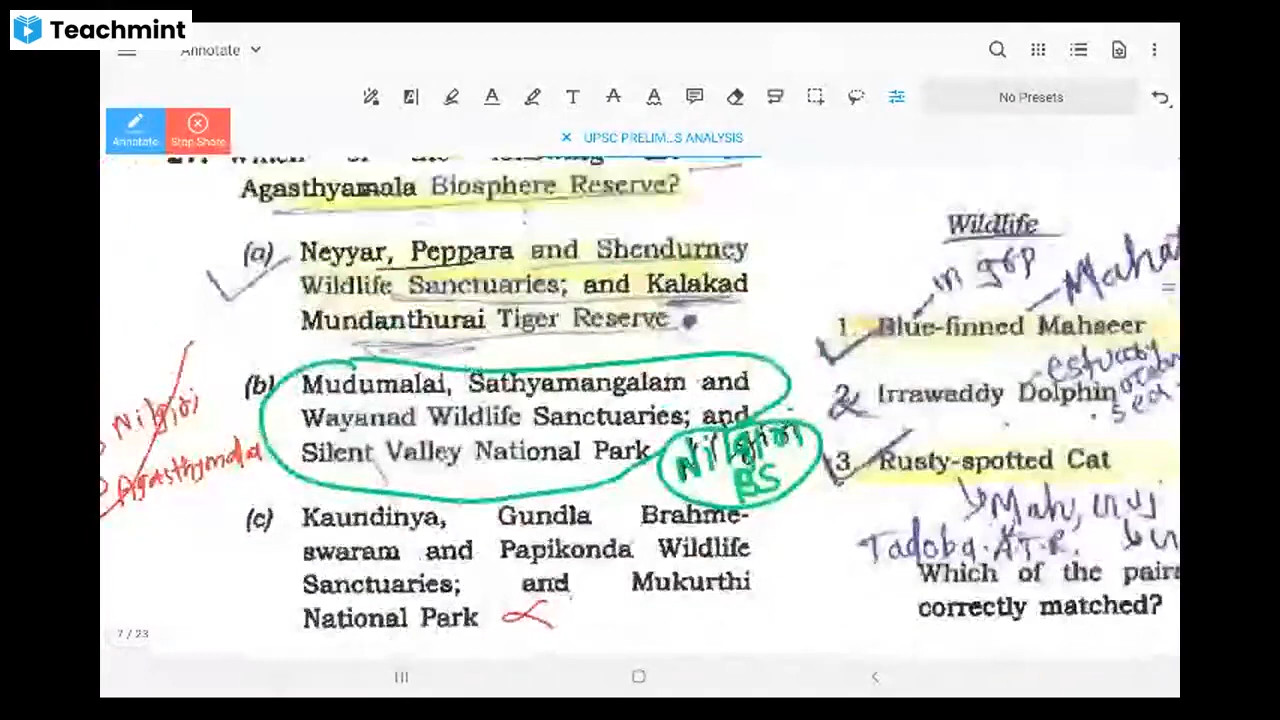 Teachmint
Annotate
No Presets
Annotate
Stop Share
UPSC PRELIM...S ANALYSIS
Agasthyamala Biosphere Reserve?
(a) Neyyar, Peppara and Shendurney
Wildlife Sanctuaries; and Kalakad
Mundanthurai Tiger Reserve
(b) Mudumalai, Sathyamangalam and
Wayanad Wildlife Sanctuaries; and
Silent Valley National Park
Nilgiri
BS
(c) Kaundinya, Gundla Brahme-
swaram and Papikonda Wildlife
Sanctuaries; and Mukurthi
National Park
Nilgiri
Agasthymala
7 / 23
Wildlife
in
1. Blue-finned Mahseer
2. Irrawaddy Dolphin
estuary
3. Rusty-spotted Cat
Mah,
Tadoba. A.T.R.
Which of the pairs
correctly matched?